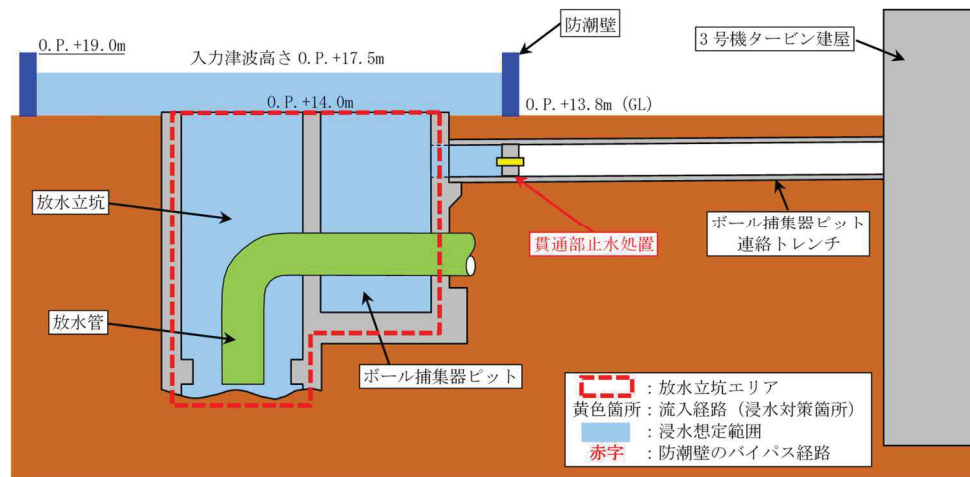 防潮壁
3号機タービン建屋
O.P.+19.0m
入力津波高さ O.P.+17.5m
O.P.+14.0m
O.P.+13.8m (GL)
放水立坑
貫通部止水処置
ボール捕集器ピット
連絡トレンチ
放水管
ボール捕集器ピット
:放水立坑エリア
黄色箇所:流入経路(浸水対策箇所)
:浸水想定範囲
赤字:防潮壁のバイパス経路